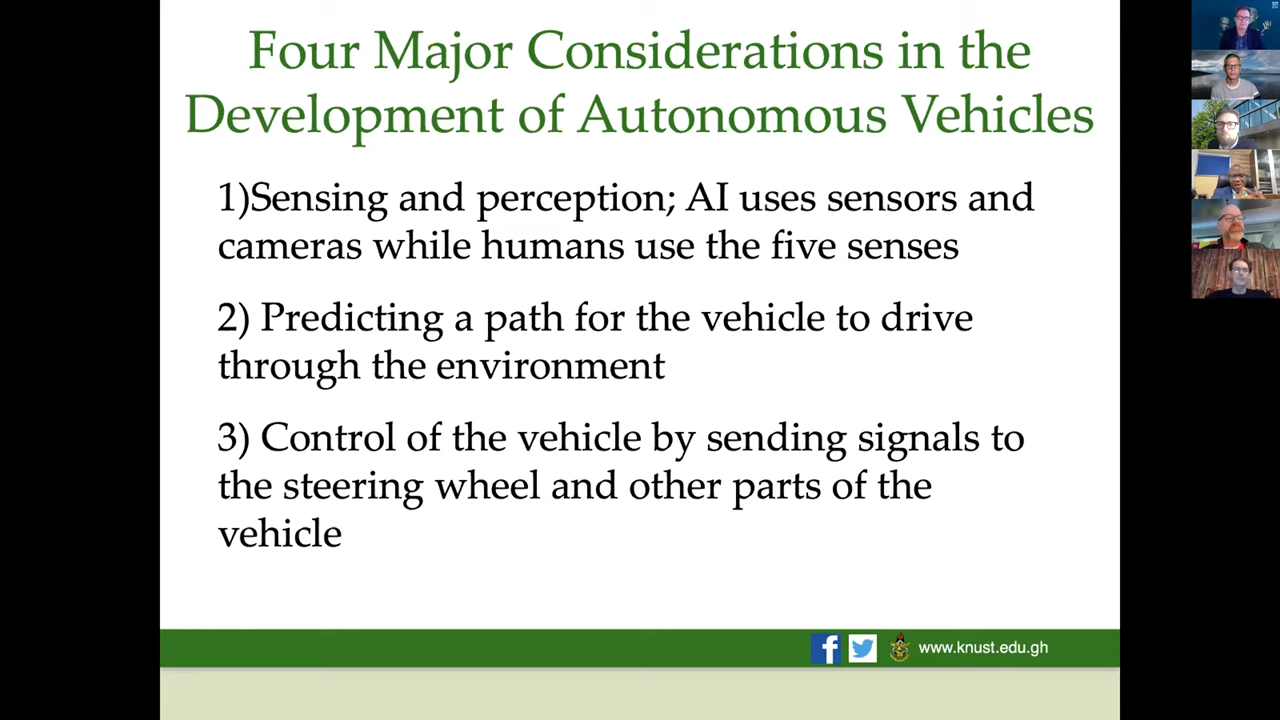 Four Major Considerations in the
Development of Autonomous Vehicles
1)Sensing and perception; AI uses sensors and
cameras while humans use the five senses
2) Predicting a path for the vehicle to drive
through the environment
3) Control of the vehicle by sending signals to
the steering wheel and other parts of the
vehicle
www.knust.edu.gh